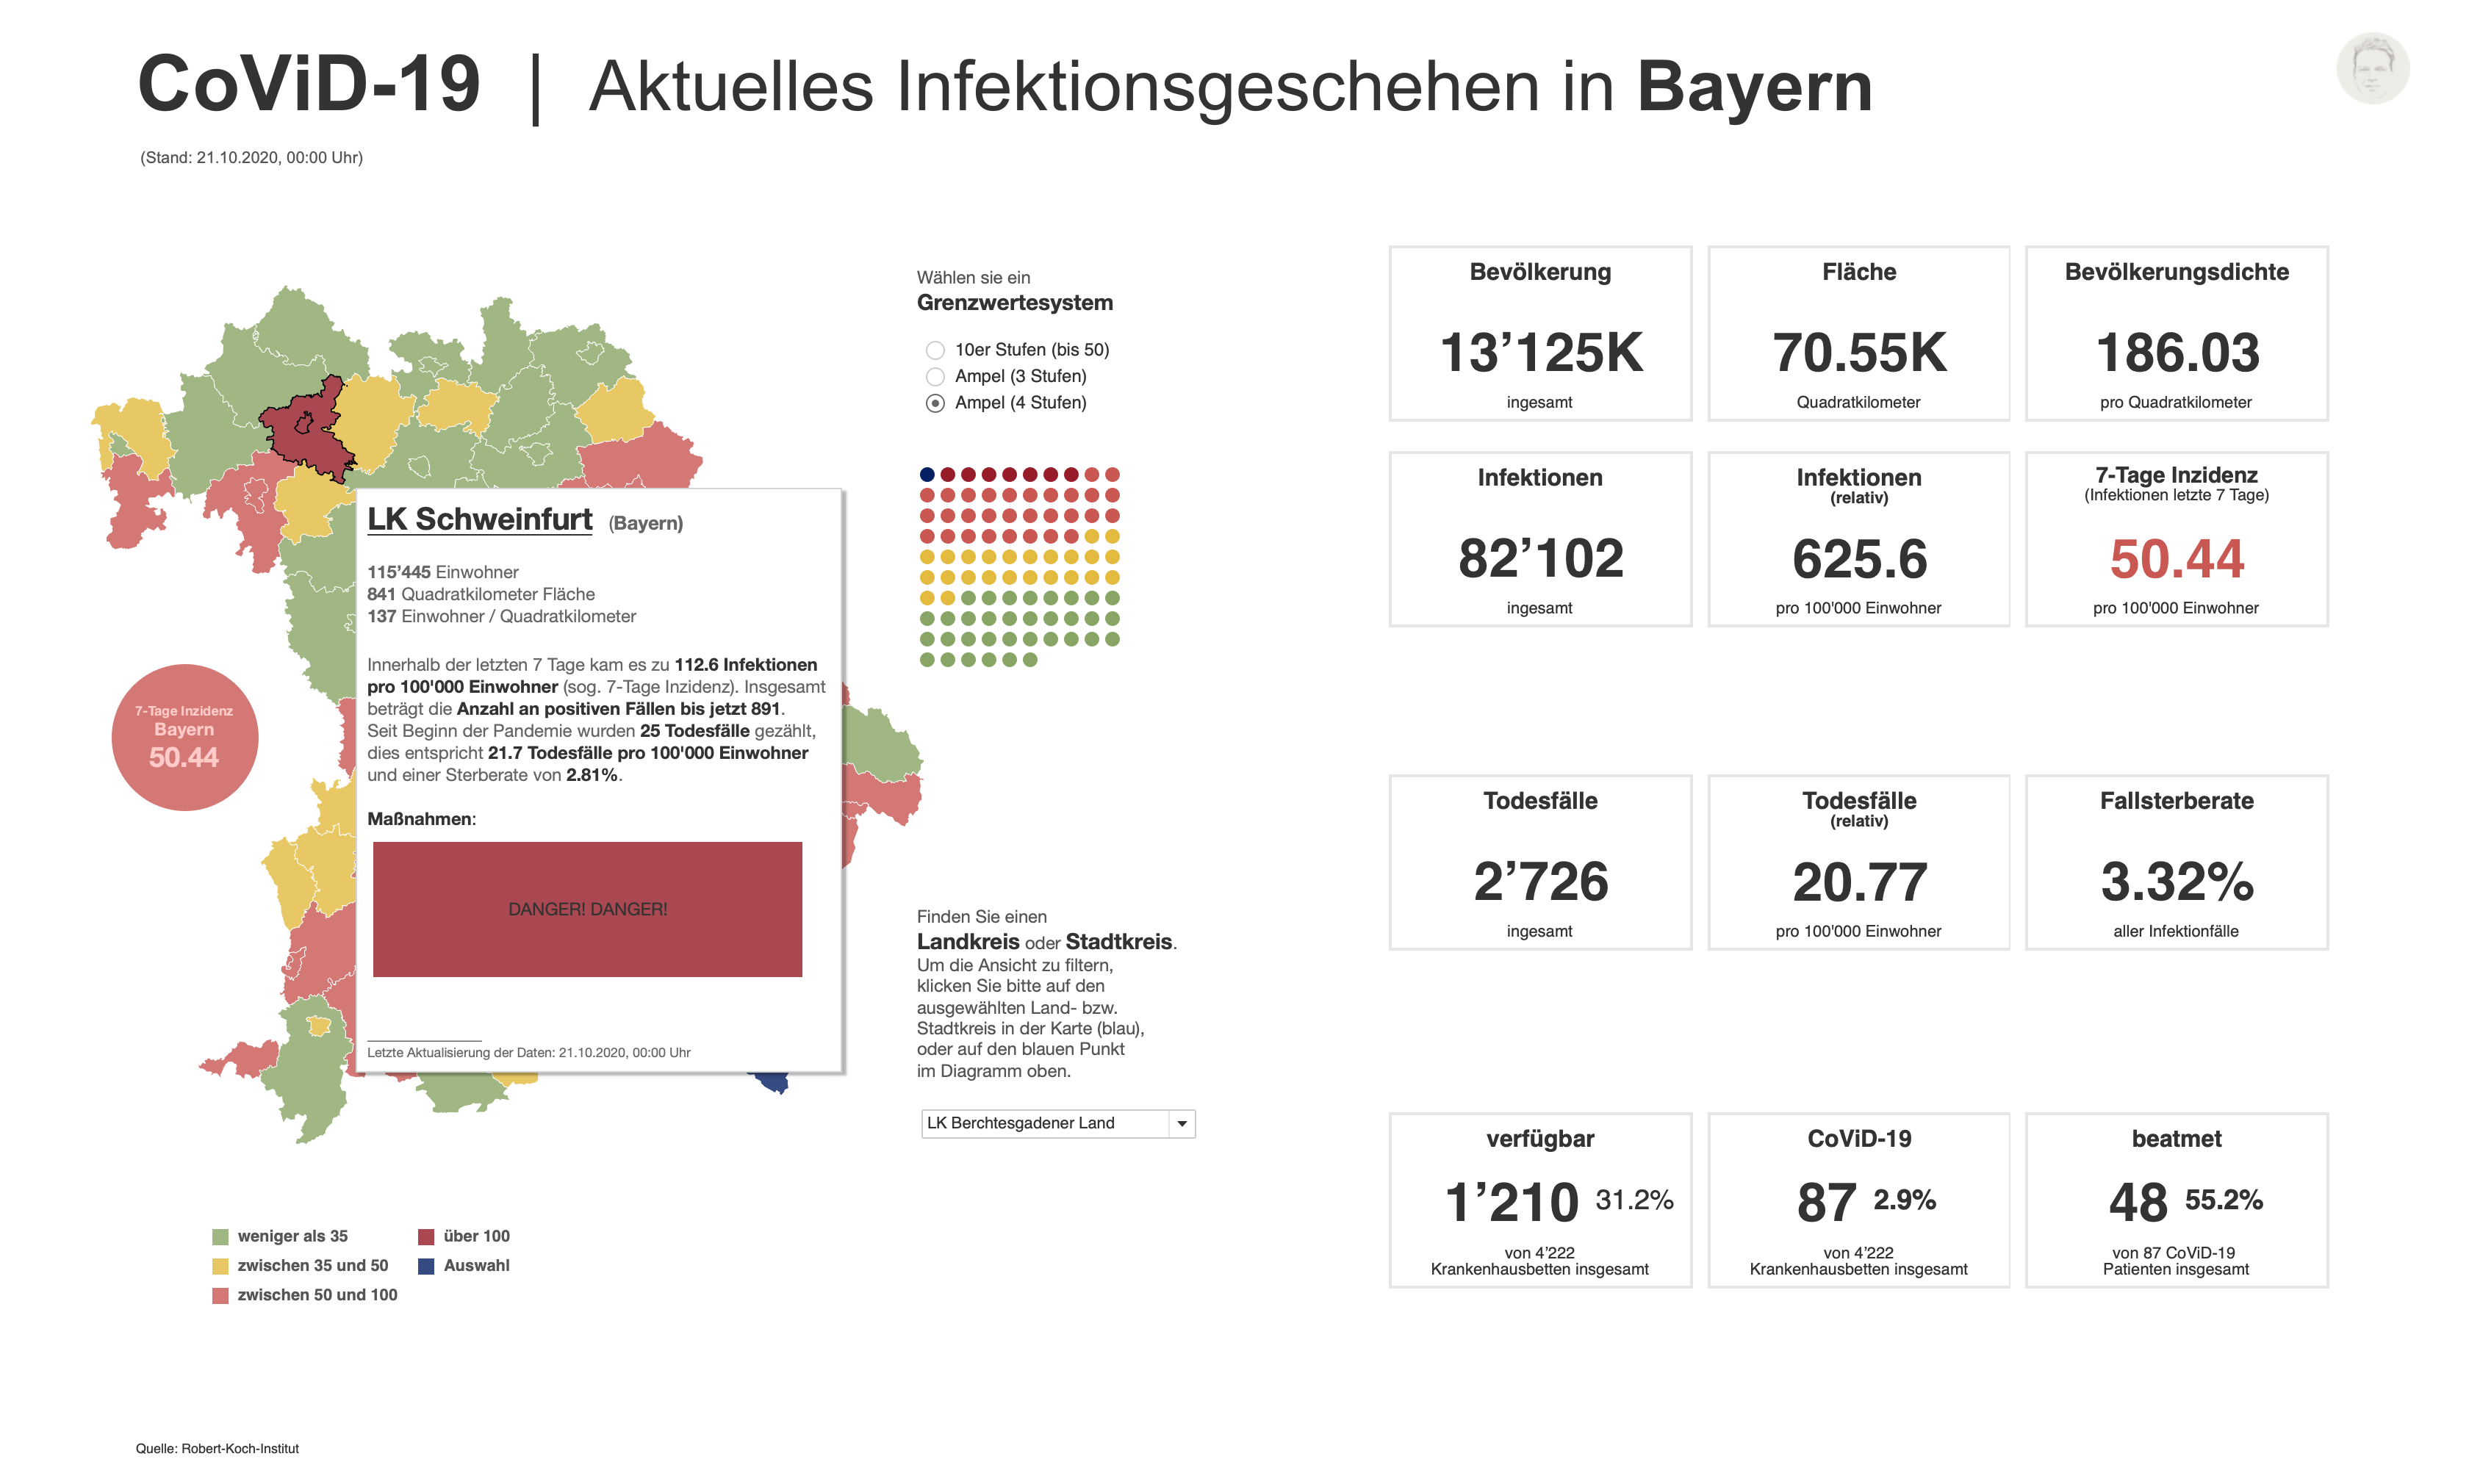 CoViD-19 | Aktuelles Infektionsgeschehen in Bayern
(Stand: 21.10.2020, 00:00 Uhr)
Wählen sie ein
Grenzwertesystem
10er Stufen (bis 50)
Ampel (3 Stufen)
Ampel (4 Stufen)
LK Schweinfurt (Bayern)
115’445 Einwohner
841 Quadratkilometer Fläche
137 Einwohner / Quadratkilometer
Innerhalb der letzten 7 Tage kam es zu 112.6 Infektionen
pro 100'000 Einwohner (sog. 7-Tage Inzidenz). Insgesamt
beträgt die Anzahl an positiven Fällen bis jetzt 891.
Seit Beginn der Pandemie wurden 25 Todesfälle gezählt,
dies entspricht 21.7 Todesfälle pro 100'000 Einwohner
und einer Sterberate von 2.81%.
Maßnahmen:
DANGER! DANGER!
Letzte Aktualisierung der Daten: 21.10.2020, 00:00 Uhr
7-Tage Inzidenz
Bayern
50.44
Finden Sie einen
Landkreis oder Stadtkreis.
Um die Ansicht zu filtern,
klicken Sie bitte auf den
ausgewählten Land- bzw.
Stadtkreis in der Karte (blau),
oder auf den blauen Punkt
im Diagramm oben.
LK Berchtesgadener Land
weniger als 35
zwischen 35 und 50
zwischen 50 und 100
über 100
Auswahl
Bevölkerung
13’125K
ingesamt
Fläche
70.55K
Quadratkilometer
Bevölkerungsdichte
186.03
pro Quadratkilometer
Infektionen
82’102
ingesamt
Infektionen
(relativ)
625.6
pro 100'000 Einwohner
7-Tage Inzidenz
(Infektionen letzte 7 Tage)
50.44
pro 100'000 Einwohner
Todesfälle
2’726
ingesamt
Todesfälle
(relativ)
20.77
pro 100'000 Einwohner
Fallsterberate
3.32%
aller Infektionfälle
verfügbar
1’210 31.2%
von 4’222
Krankenhausbetten insgesamt
CoViD-19
87 2.9%
von 4’222
Krankenhausbetten insgesamt
beatmet
48 55.2%
von 87 CoViD-19
Patienten insgesamt
Quelle: Robert-Koch-Institut